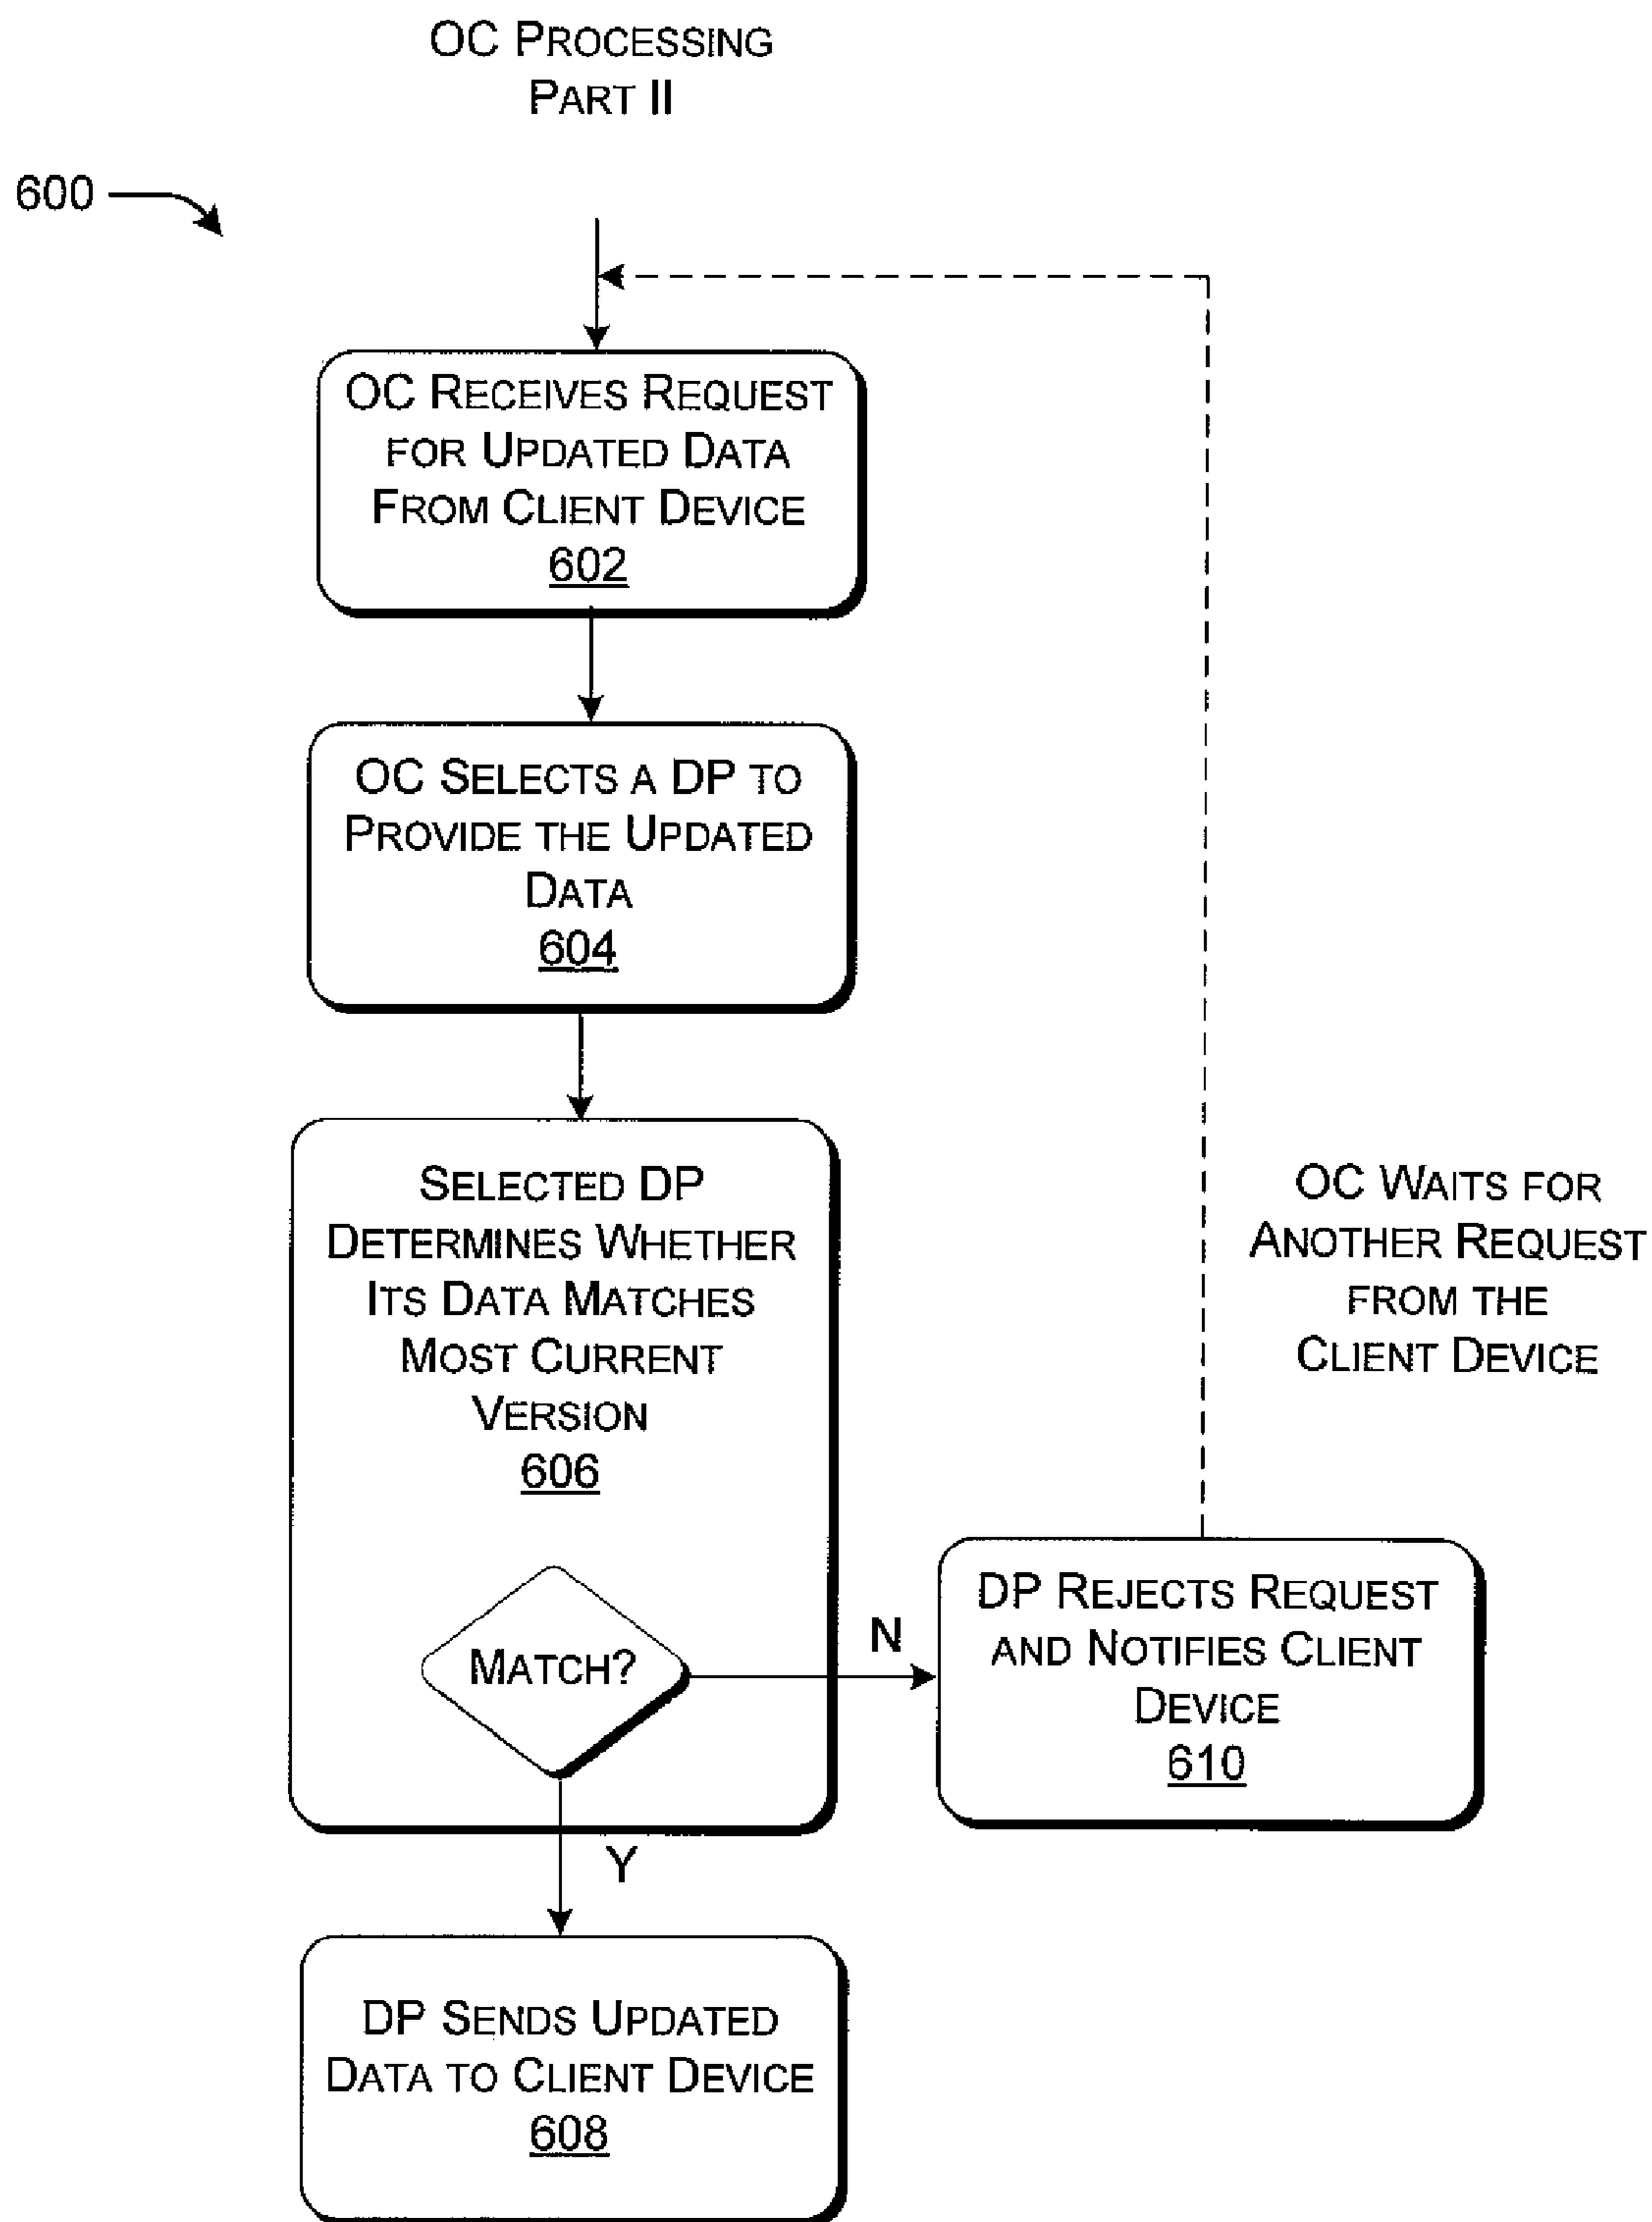 OC PROCESSING
PART II
600
OC RECEIVES REQUEST
FOR UPDATED DATA
FROM CLIENT DEVICE
602
OC SELECTS A DP TO
PROVIDE THE UPDATED
DATA
604
SELECTED DP
DETERMINES WHETHER
ITS DATA MATCHES
MOST CURRENT
VERSION
606
MATCH?
N
Y
DP REJECTS REQUEST
AND NOTIFIES CLIENT
DEVICE
610
OC WAITS FOR
ANOTHER REQUEST
FROM THE
CLIENT DEVICE
DP SENDS UPDATED
DATA TO CLIENT DEVICE
608